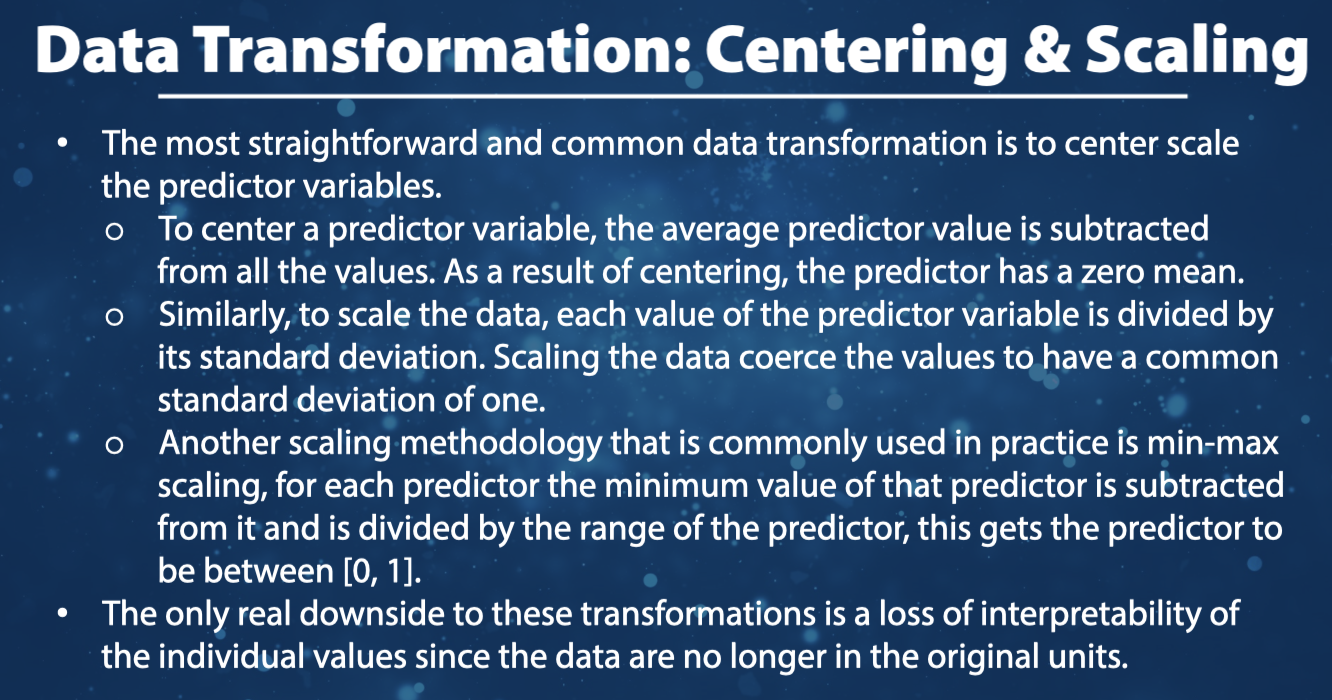 Data Transformation: Centering & Scaling
• The most straightforward and common data transformation is to center scale
the predictor variables.
○ To center a predictor variable, the average predictor value is subtracted
from all the values. As a result of centering, the predictor has a zero mean.
○ Similarly, to scale the data, each value of the predictor variable is divided by
its standard deviation. Scaling the data coerce the values to have a common
standard deviation of one.
○ Another scaling methodology that is commonly used in practice is min-max
scaling, for each predictor the minimum value of that predictor is subtracted
from it and is divided by the range of the predictor, this gets the predictor to
be between [0, 1].
• The only real downside to these transformations is a loss of interpretability of
the individual values since the data are no longer in the original units.